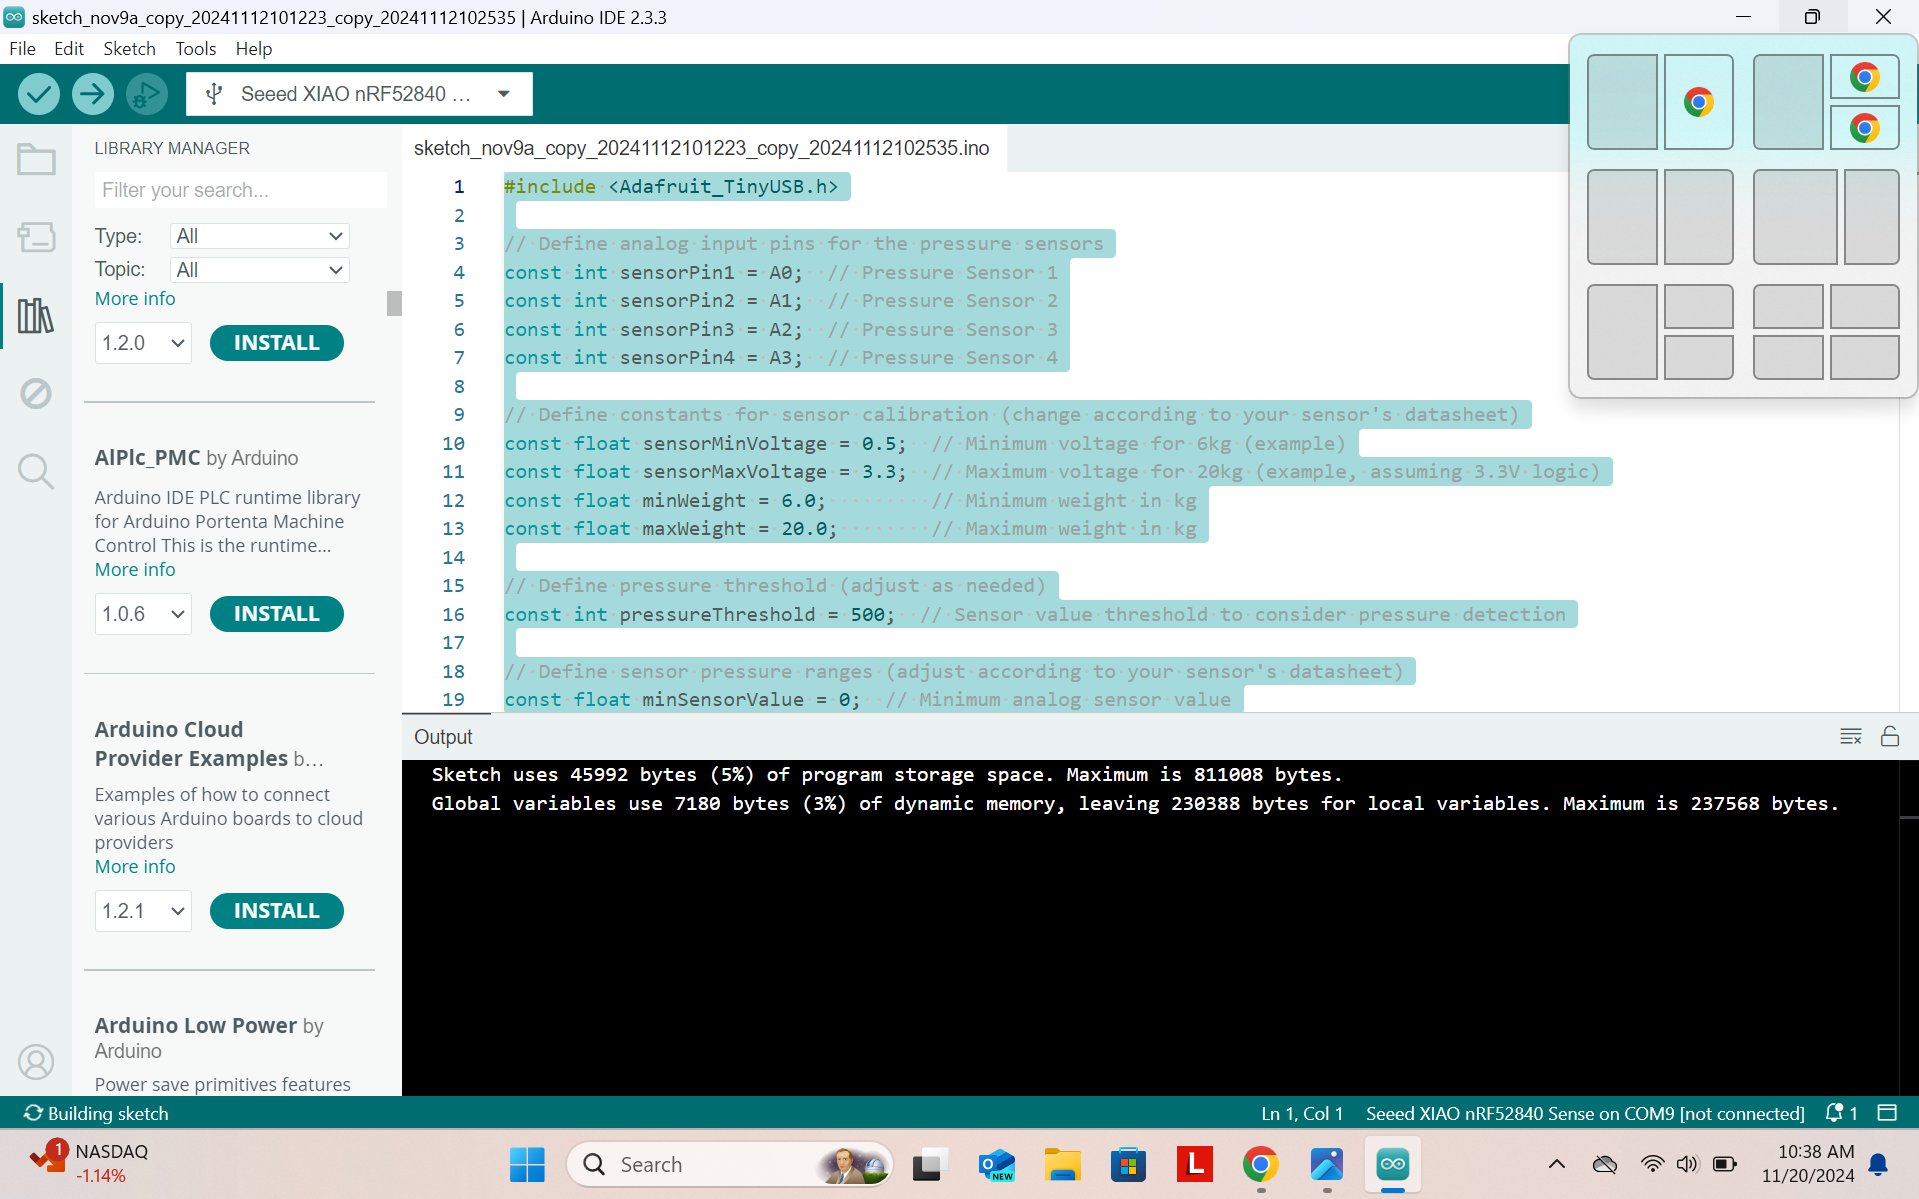 sketch_nov9a_copy_20241112101223_copy_20241112102535 | Arduino IDE 2.3.3
File Edit Sketch Tools Help
Seeed XIAO nRF52840 ...
LIBRARY MANAGER
Filter your search...
Type: All
Topic: All
More info
1.2.0 INSTALL
AlPlc_PMC by Arduino
Arduino IDE PLC runtime library
for Arduino Portenta Machine
Control This is the runtime...
More info
1.0.6 INSTALL
Arduino Cloud
Provider Examples b...
Examples of how to connect
various Arduino boards to cloud
providers
More info
1.2.1 INSTALL
Arduino Low Power by
Arduino
Power save primitives features
sketch_nov9a_copy_20241112101223_copy_20241112102535.ino
1 #include <Adafruit_TinyUSB.h>
2
3 // Define analog input pins for the pressure sensors
4 const int sensorPin1 = A0;  // Pressure Sensor 1
5 const int sensorPin2 = A1;  // Pressure Sensor 2
6 const int sensorPin3 = A2;  // Pressure Sensor 3
7 const int sensorPin4 = A3;  // Pressure Sensor 4
8
9 // Define constants for sensor calibration (change according to your sensor's datasheet)
10 const float sensorMinVoltage = 0.5;  // Minimum voltage for 6kg (example)
11 const float sensorMaxVoltage = 3.3;  // Maximum voltage for 20kg (example, assuming 3.3V logic)
12 const float minWeight = 6.0;         // Minimum weight in kg
13 const float maxWeight = 20.0;        // Maximum weight in kg
14
15 // Define pressure threshold (adjust as needed)
16 const int pressureThreshold = 500;  // Sensor value threshold to consider pressure detection
17
18 // Define sensor pressure ranges (adjust according to your sensor's datasheet)
19 const float minSensorValue = 0;  // Minimum analog sensor value
Output
Sketch uses 45992 bytes (5%) of program storage space. Maximum is 811008 bytes.
Global variables use 7180 bytes (3%) of dynamic memory, leaving 230388 bytes for local variables. Maximum is 237568 bytes.
Building sketch Ln 1, Col 1 Seeed XIAO nRF52840 Sense on COM9 [not connected] 1
1 NASDAQ
-1.14%
Search
NEW
L
10:38 AM
11/20/2024